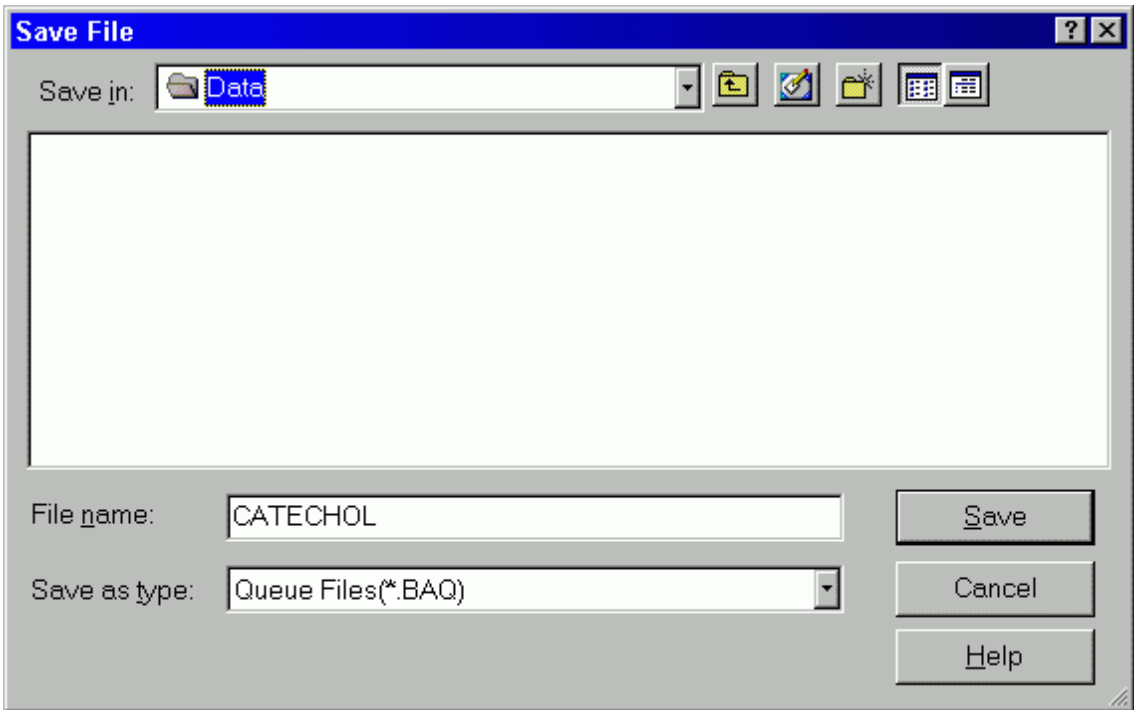 Save File
Save in: Data
File name: CATECHOL
Save
Save as type: Queue Files(*.BAQ)
Cancel
Help